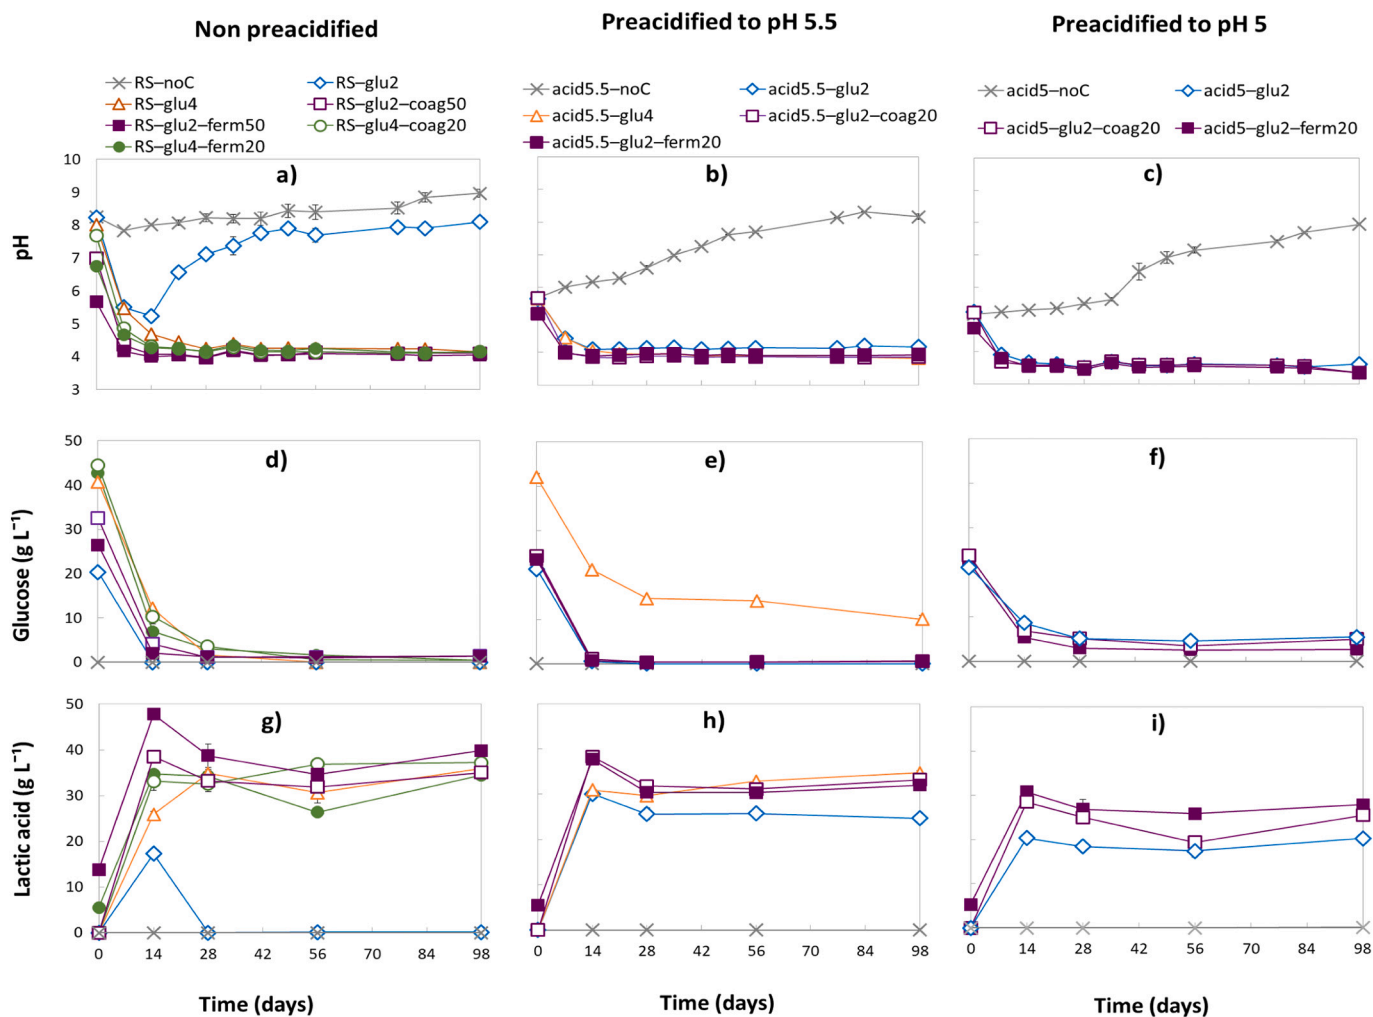 Non preacidified
Preacidified to pH 5.5
Preacidified to pH 5
RS–noC
RS–glu2
RS–glu4
RS–glu2–coag50
RS–glu2–ferm50
RS–glu4–coag20
RS–glu4–ferm20
acid5.5–noC
acid5.5–glu2
acid5.5–glu4
acid5.5–glu2–coag20
acid5.5–glu2–ferm20
acid5–noC
acid5–glu2
acid5–glu2–coag20
acid5–glu2–ferm20
pH
10
9
8
7
6
5
4
3
a)
b)
c)
Glucose (g L⁻¹)
50
40
30
20
10
0
d)
e)
f)
Lactic acid (g L⁻¹)
50
40
30
20
10
0
g)
h)
i)
0 14 28 42 56 70 84 98
0 14 28 42 56 70 84 98
0 14 28 42 56 70 84 98
Time (days)
Time (days)
Time (days)